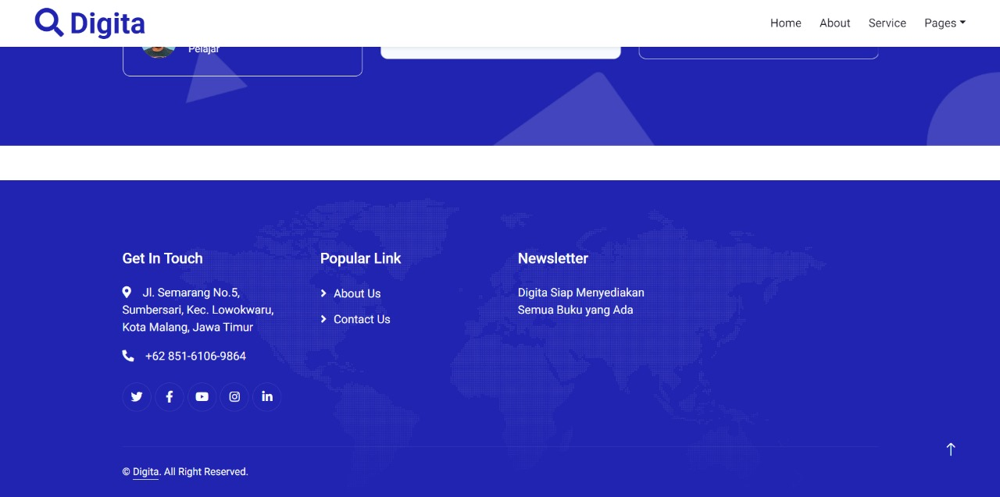 Digita
Home About Service Pages
Pelajar
Get In Touch
Jl. Semarang No.5,
Sumbersari, Kec. Lowokwaru,
Kota Malang, Jawa Timur
+62 851-6106-9864
Popular Link
About Us
Contact Us
Newsletter
Digita Siap Menyediakan
Semua Buku yang Ada
© Digita. All Right Reserved.